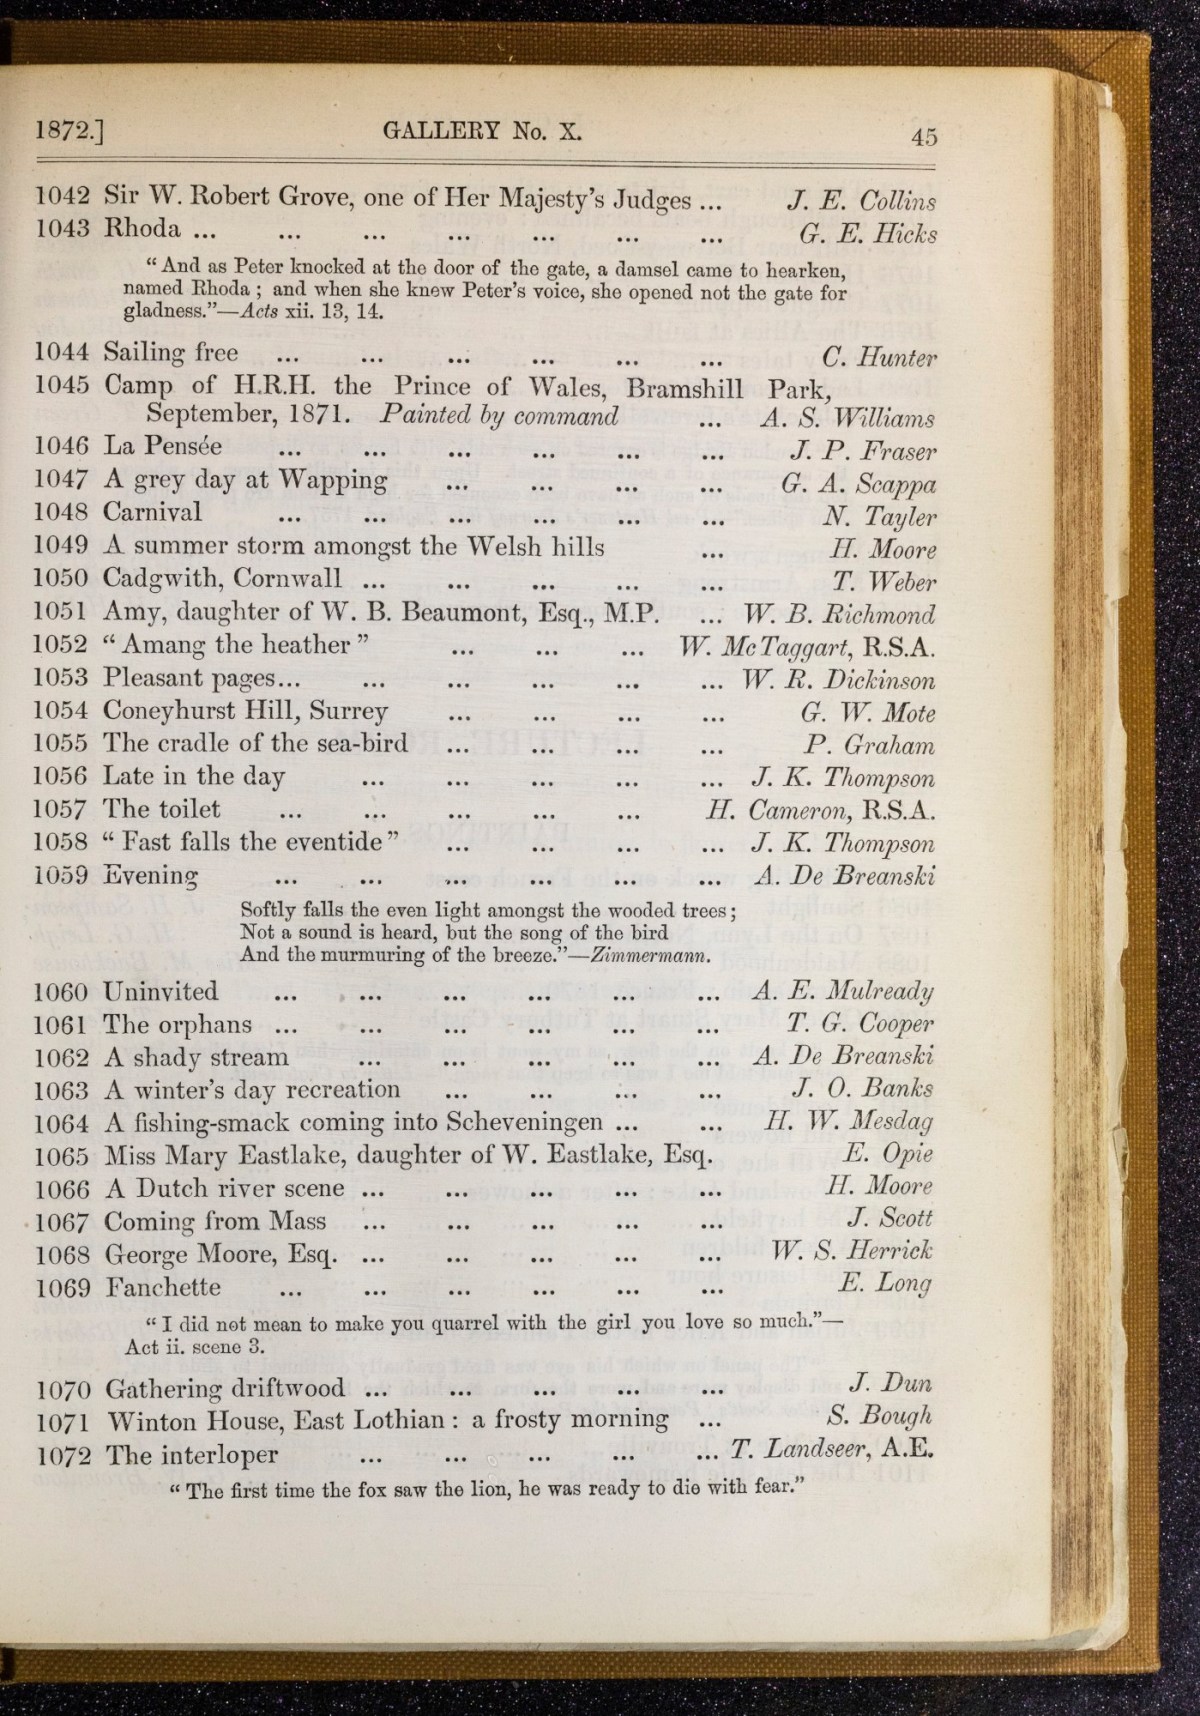 1872.] GALLERY No. X. 45
1042 Sir W. Robert Grove, one of Her Majesty's Judges ... J. E. Collins
1043 Rhoda ... ... ... ... ... ... ... G. E. Hicks
“ And as Peter knocked at the door of the gate, a damsel came to hearken,
named Rhoda ; and when she knew Peter's voice, she opened not the gate for
gladness.”—Acts xii. 13, 14.
1044 Sailing free ... ... ... ... ... ... C. Hunter
1045 Camp of H.R.H. the Prince of Wales, Bramshill Park,
September, 1871. Painted by command ... A. S. Williams
1046 La Pensée ... ... ... ... ... ... J. P. Fraser
1047 A grey day at Wapping ... ... ... ... G. A. Scappa
1048 Carnival ... ... ... ... ... ... N. Tayler
1049 A summer storm amongst the Welsh hills ... H. Moore
1050 Cadgwith, Cornwall ... ... ... ... ... T. Weber
1051 Amy, daughter of W. B. Beaumont, Esq., M.P. ... W. B. Richmond
1052 “ Amang the heather ” ... ... ... W. McTaggart, R.S.A.
1053 Pleasant pages... ... ... ... ... ... W. R. Dickinson
1054 Coneyhurst Hill, Surrey ... ... ... ... G. W. Mote
1055 The cradle of the sea-bird ... ... ... ... P. Graham
1056 Late in the day ... ... ... ... ... J. K. Thompson
1057 The toilet ... ... ... ... ... H. Cameron, R.S.A.
1058 “ Fast falls the eventide ” ... ... ... ... J. K. Thompson
1059 Evening ... ... ... ... ... ... A. De Breanski
Softly falls the even light amongst the wooded trees ;
Not a sound is heard, but the song of the bird
And the murmuring of the breeze.”—Zimmermann.
1060 Uninvited ... ... ... ... ... ... A. E. Mulready
1061 The orphans ... ... ... ... ... ... T. G. Cooper
1062 A shady stream ... ... ... ... ... A. De Breanski
1063 A winter's day recreation ... ... ... ... J. O. Banks
1064 A fishing-smack coming into Scheveningen ... ... H. W. Mesdag
1065 Miss Mary Eastlake, daughter of W. Eastlake, Esq. E. Opie
1066 A Dutch river scene ... ... ... ... ... H. Moore
1067 Coming from Mass ... ... ... ... ... J. Scott
1068 George Moore, Esq. ... ... ... ... ... W. S. Herrick
1069 Fanchette ... ... ... ... ... ... E. Long
“ I did not mean to make you quarrel with the girl you love so much.”—
Act ii. scene 3.
1070 Gathering driftwood ... ... ... ... ... J. Dun
1071 Winton House, East Lothian : a frosty morning ... S. Bough
1072 The interloper ... ... ... ... ... T. Landseer, A.E.
“ The first time the fox saw the lion, he was ready to die with fear.”